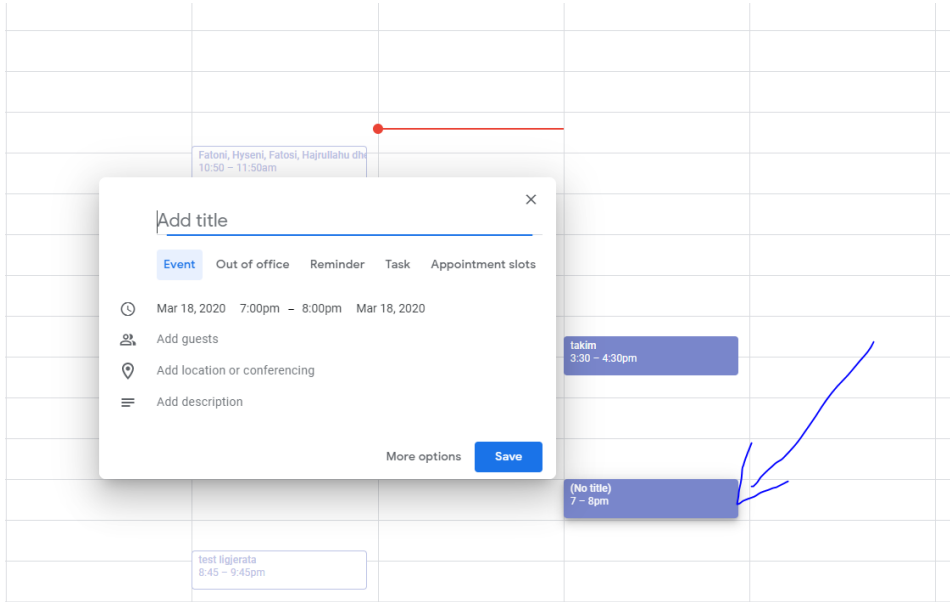 Fatoni, Hyseni, Fatosi, Hajrullahu dhe
10:50 – 11:50am
Add title
Event Out of office Reminder Task Appointment slots
Mar 18, 2020 7:00pm – 8:00pm Mar 18, 2020
Add guests
Add location or conferencing
Add description
More options Save
takim
3:30 – 4:30pm
(No title)
7 – 8pm
test ligjerata
8:45 – 9:45pm